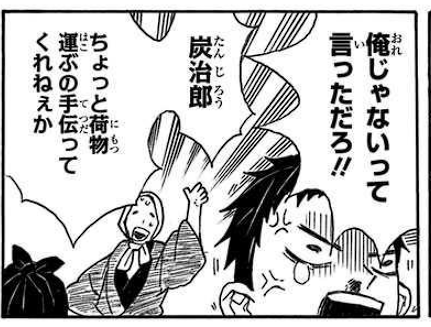 俺じゃないって
言っただろ!!
炭治郎
ちょっと荷物
運ぶの手伝って
くれねぇか